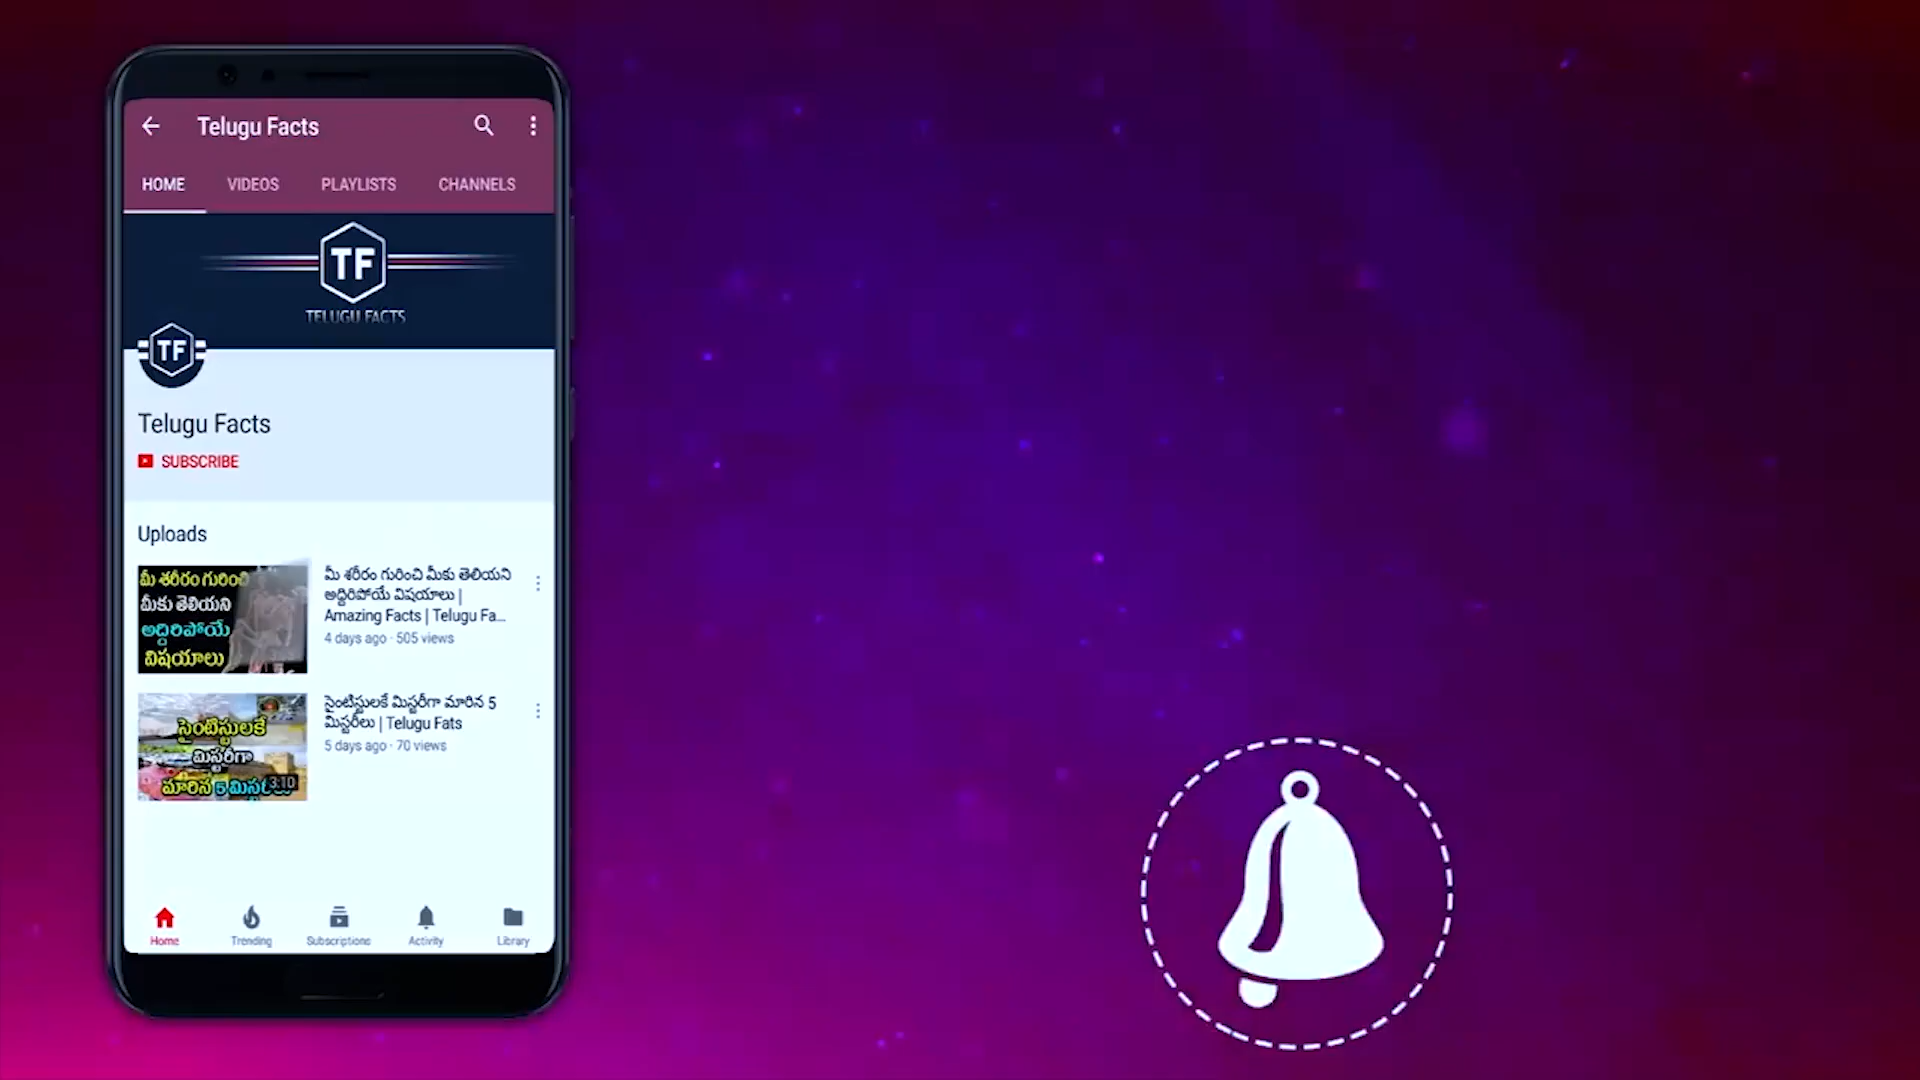 Telugu Facts
HOME VIDEOS PLAYLISTS CHANNELS
TF
TELUGU FACTS
TF
Telugu Facts
SUBSCRIBE
Uploads
మీ శరీరం గురించి
మీకు తెలియని
అద్దిరిపోయే
విషయాలు
మీ శరీరం గురించి మీకు తెలియని
అద్దిరిపోయే విషయాలు |
Amazing Facts | Telugu Fa...
4 days ago · 505 views
సైంటిస్టులకే
మిస్టరీగా
మారిన 5 మిస్టరీలు
3:10
సైంటిస్టులకే మిస్టరీగా మారిన 5
మిస్టరీలు | Telugu Fats
5 days ago · 70 views
Home Trending Subscriptions Activity Library